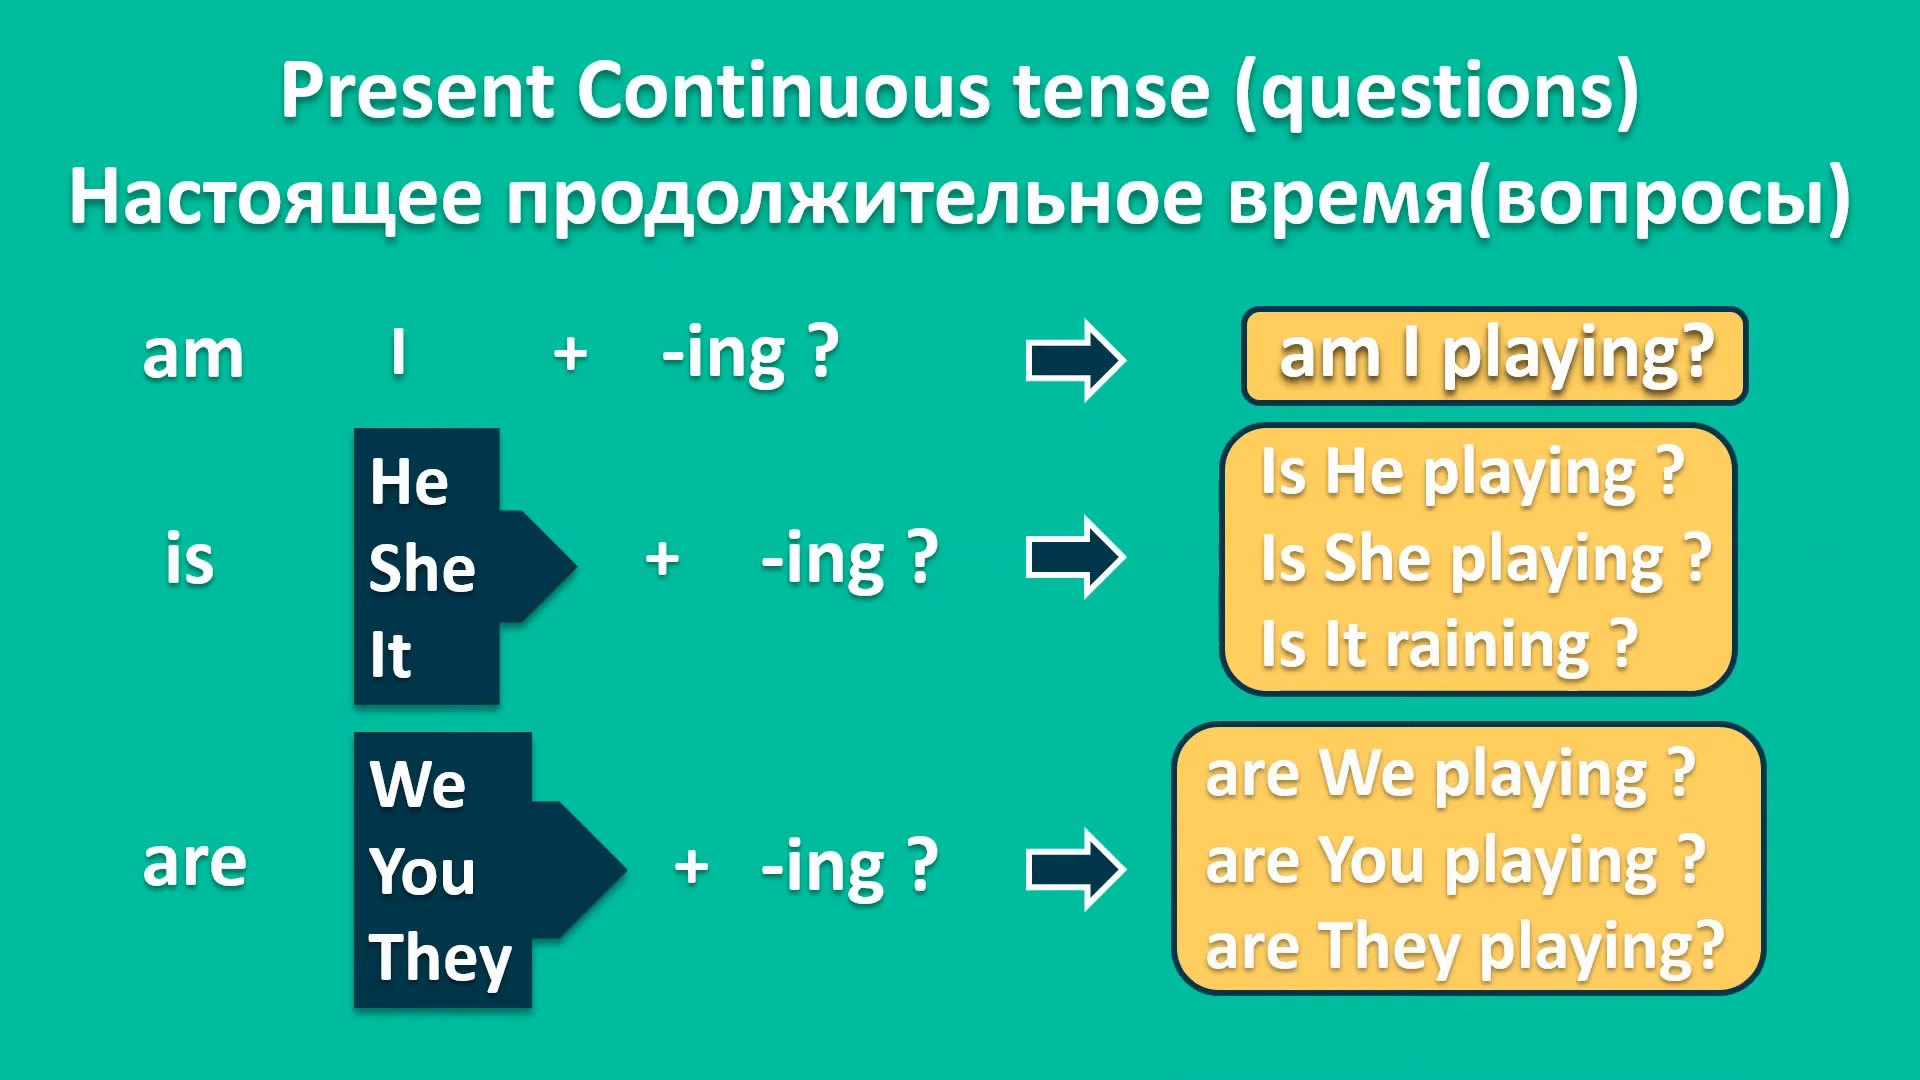 Present Continuous tense (questions)
Настоящее продолжительное время(вопросы)
am I + -ing ? am I playing?
is
He
She
It
+ -ing ?
Is He playing ?
Is She playing ?
Is It raining ?
are
We
You
They
+ -ing ?
are We playing ?
are You playing ?
are They playing?